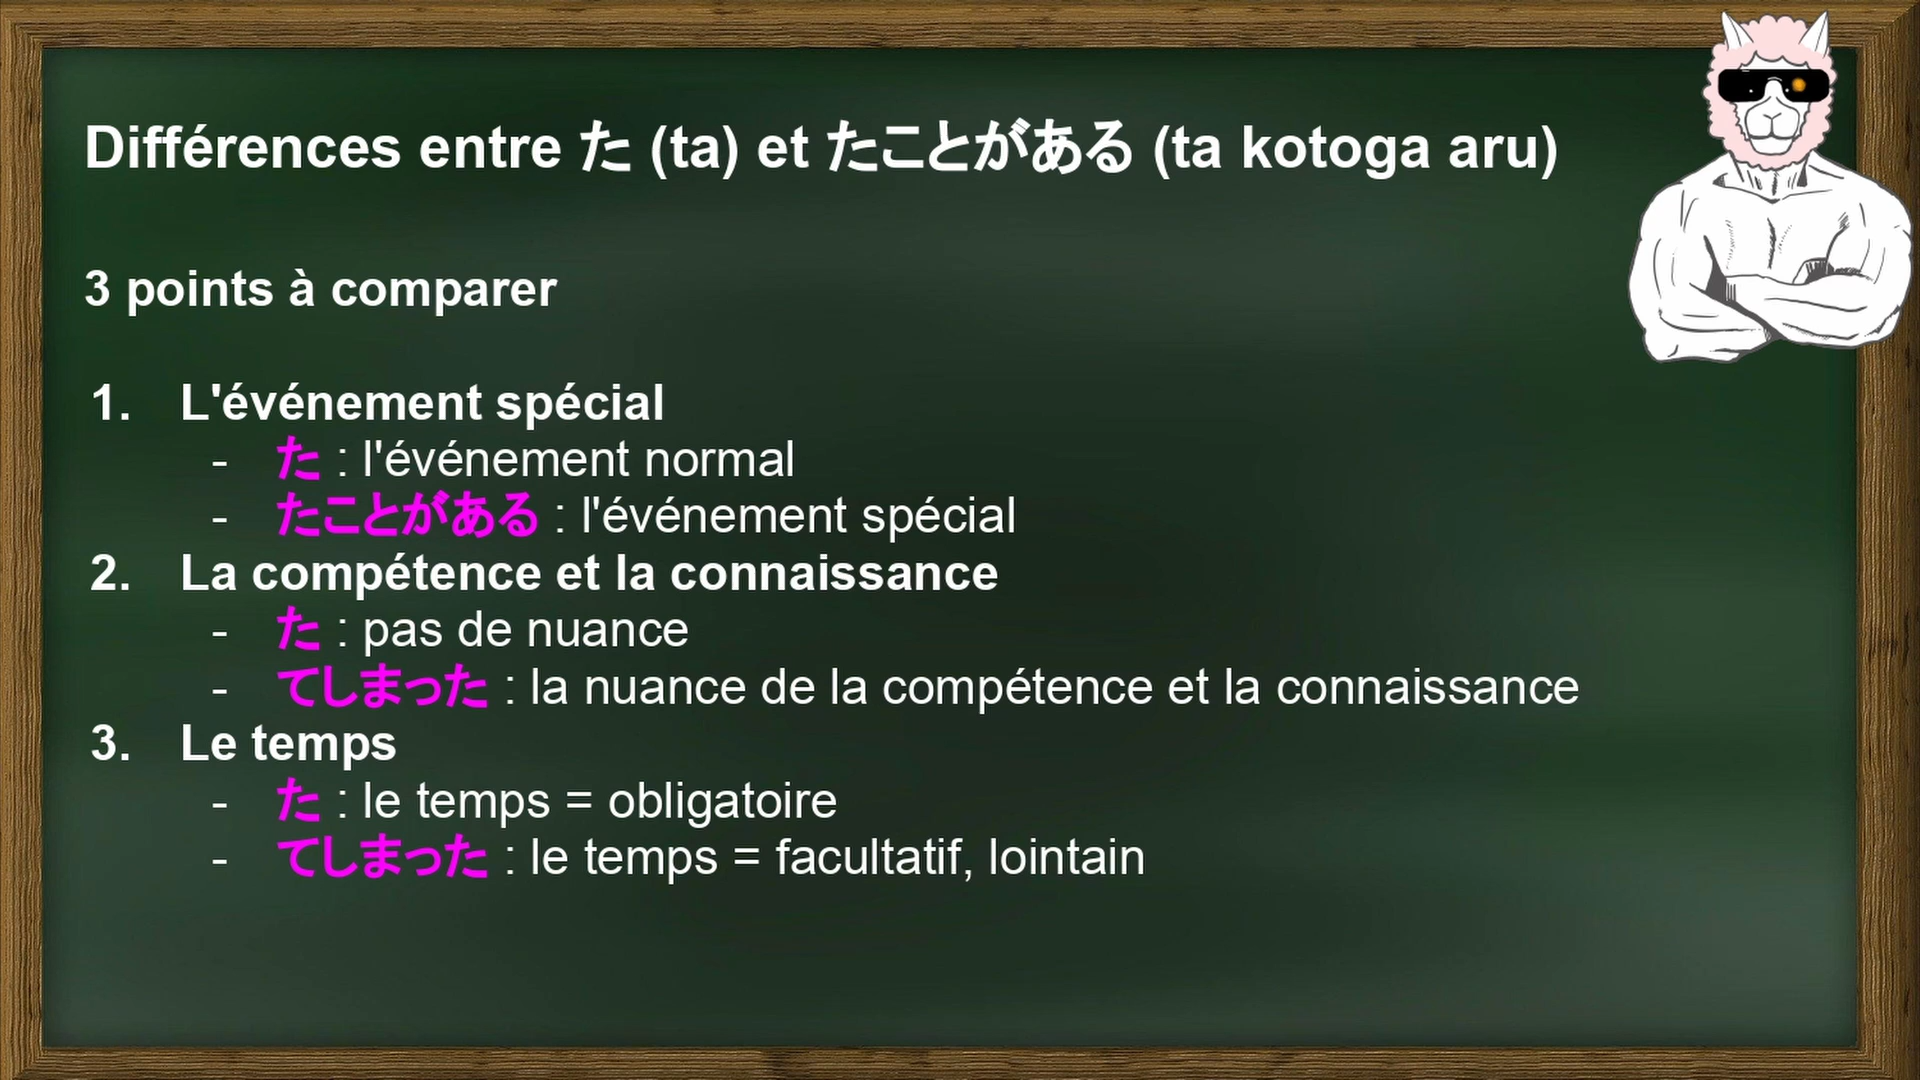 Différences entre た (ta) et たことがある (ta kotoga aru)
3 points à comparer
1. L'événement spécial
- た : l'événement normal
- たことがある : l'événement spécial
2. La compétence et la connaissance
- た : pas de nuance
- てしまった : la nuance de la compétence et la connaissance
3. Le temps
- た : le temps = obligatoire
- てしまった : le temps = facultatif, lointain